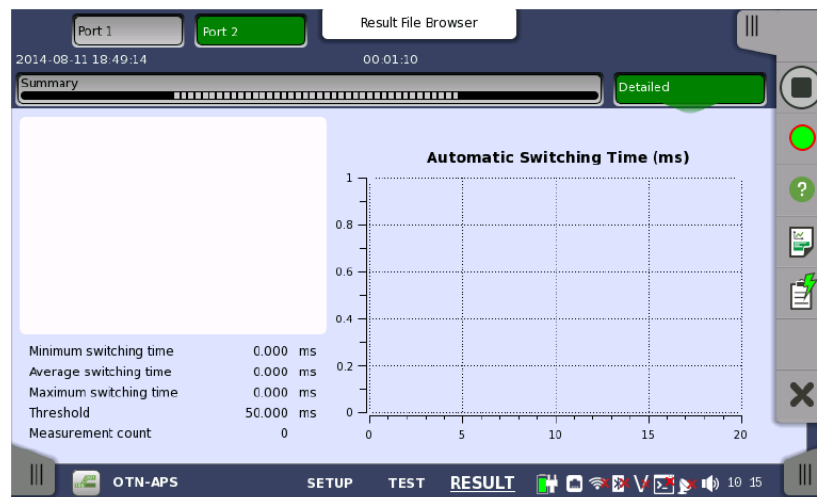 Port 1
Port 2
Result File Browser
2014-08-11 18:49:14
00:01:10
Summary
Detailed
Automatic Switching Time (ms)
1
0.8
0.6
0.4
0.2
0
0 5 10 15 20
Minimum switching time 0.000 ms
Average switching time 0.000 ms
Maximum switching time 0.000 ms
Threshold 50.000 ms
Measurement count 0
OTN-APS
SETUP
TEST
RESULT
10 15